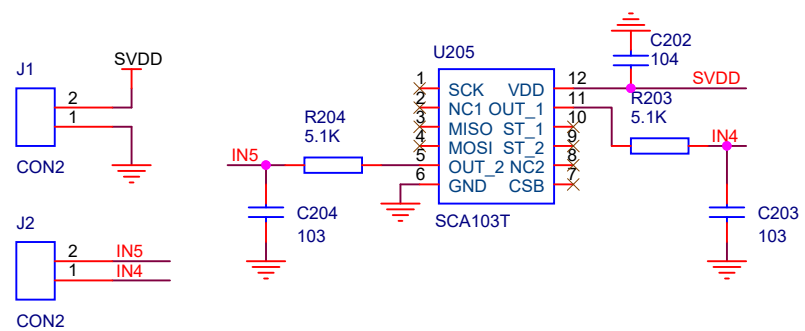 J1
SVDD
2
1
CON2
J2
2
IN5
1
IN4
CON2
IN5
R204
5.1K
C204
103
U205
1
SCK
VDD
12
2
NC1
OUT_1
11
3
MISO
ST_1
10
4
MOSI
ST_2
9
5
OUT_2
NC2
8
6
GND
CSB
7
SCA103T
C202
104
SVDD
R203
5.1K
IN4
C203
103